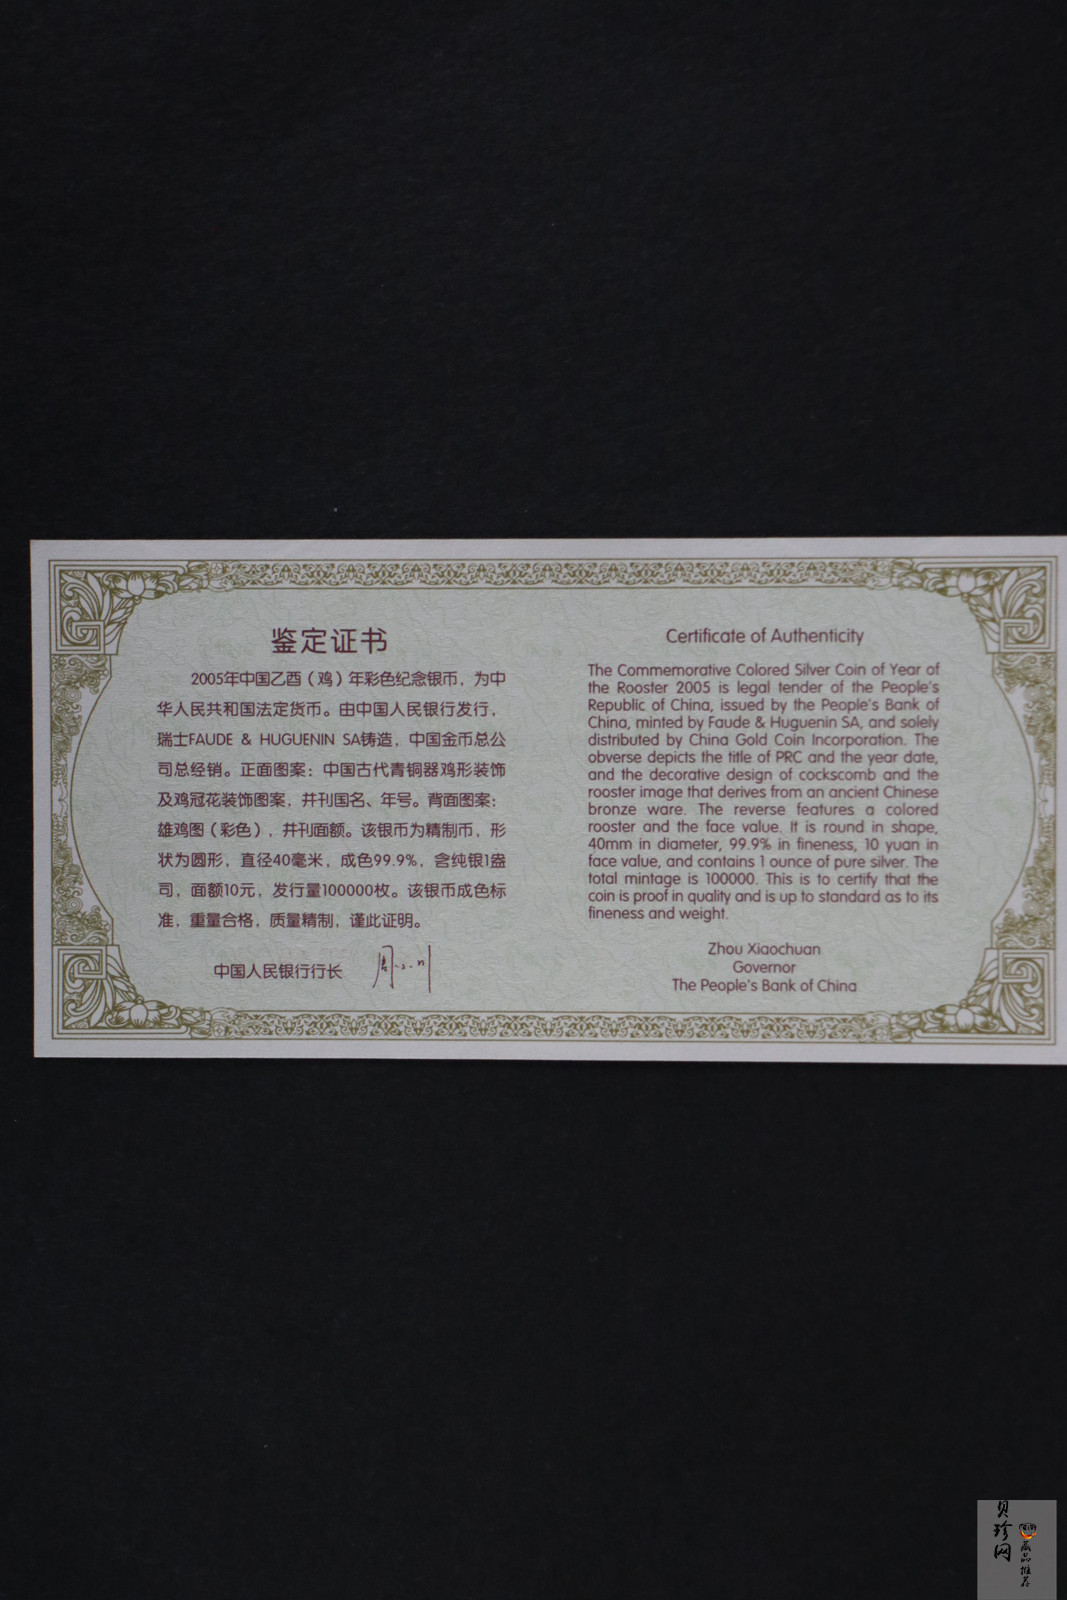 鉴定证书
2005年中国乙酉（鸡）年彩色纪念银币，为中
华人民共和国法定货币。由中国人民银行发行，
瑞士FAUDE & HUGUENIN SA铸造，中国金币总公
司总经销。正面图案：中国古代青铜器鸡形装饰
及鸡冠花装饰图案，并刊国名、年号。背面图案：
雄鸡图（彩色），并刊面额。该银币为精制币，形
状为圆形，直径40毫米，成色99.9%，含纯银1盎
司，面额10元，发行量100000枚。该银币成色标
准，重量合格，质量精制，谨此证明。
中国人民银行行长
Certificate of Authenticity
The Commemorative Colored Silver Coin of Year of
the Rooster 2005 is legal tender of the People's
Republic of China, issued by the People's Bank of
China, minted by Faude & Huguenin SA, and solely
distributed by China Gold Coin Incorporation. The
obverse depicts the title of PRC and the year date,
and the decorative design of cockscomb and the
rooster image that derives from an ancient Chinese
bronze ware. The reverse features a colored
rooster and the face value. It is round in shape,
40mm in diameter, 99.9% in fineness, 10 yuan in
face value, and contains 1 ounce of pure silver. The
total mintage is 100000. This is to certify that the
coin is proof in quality and is up to standard as to its
fineness and weight.
Zhou Xiaochuan
Governor
The People's Bank of China
贝珍网
藏品推荐